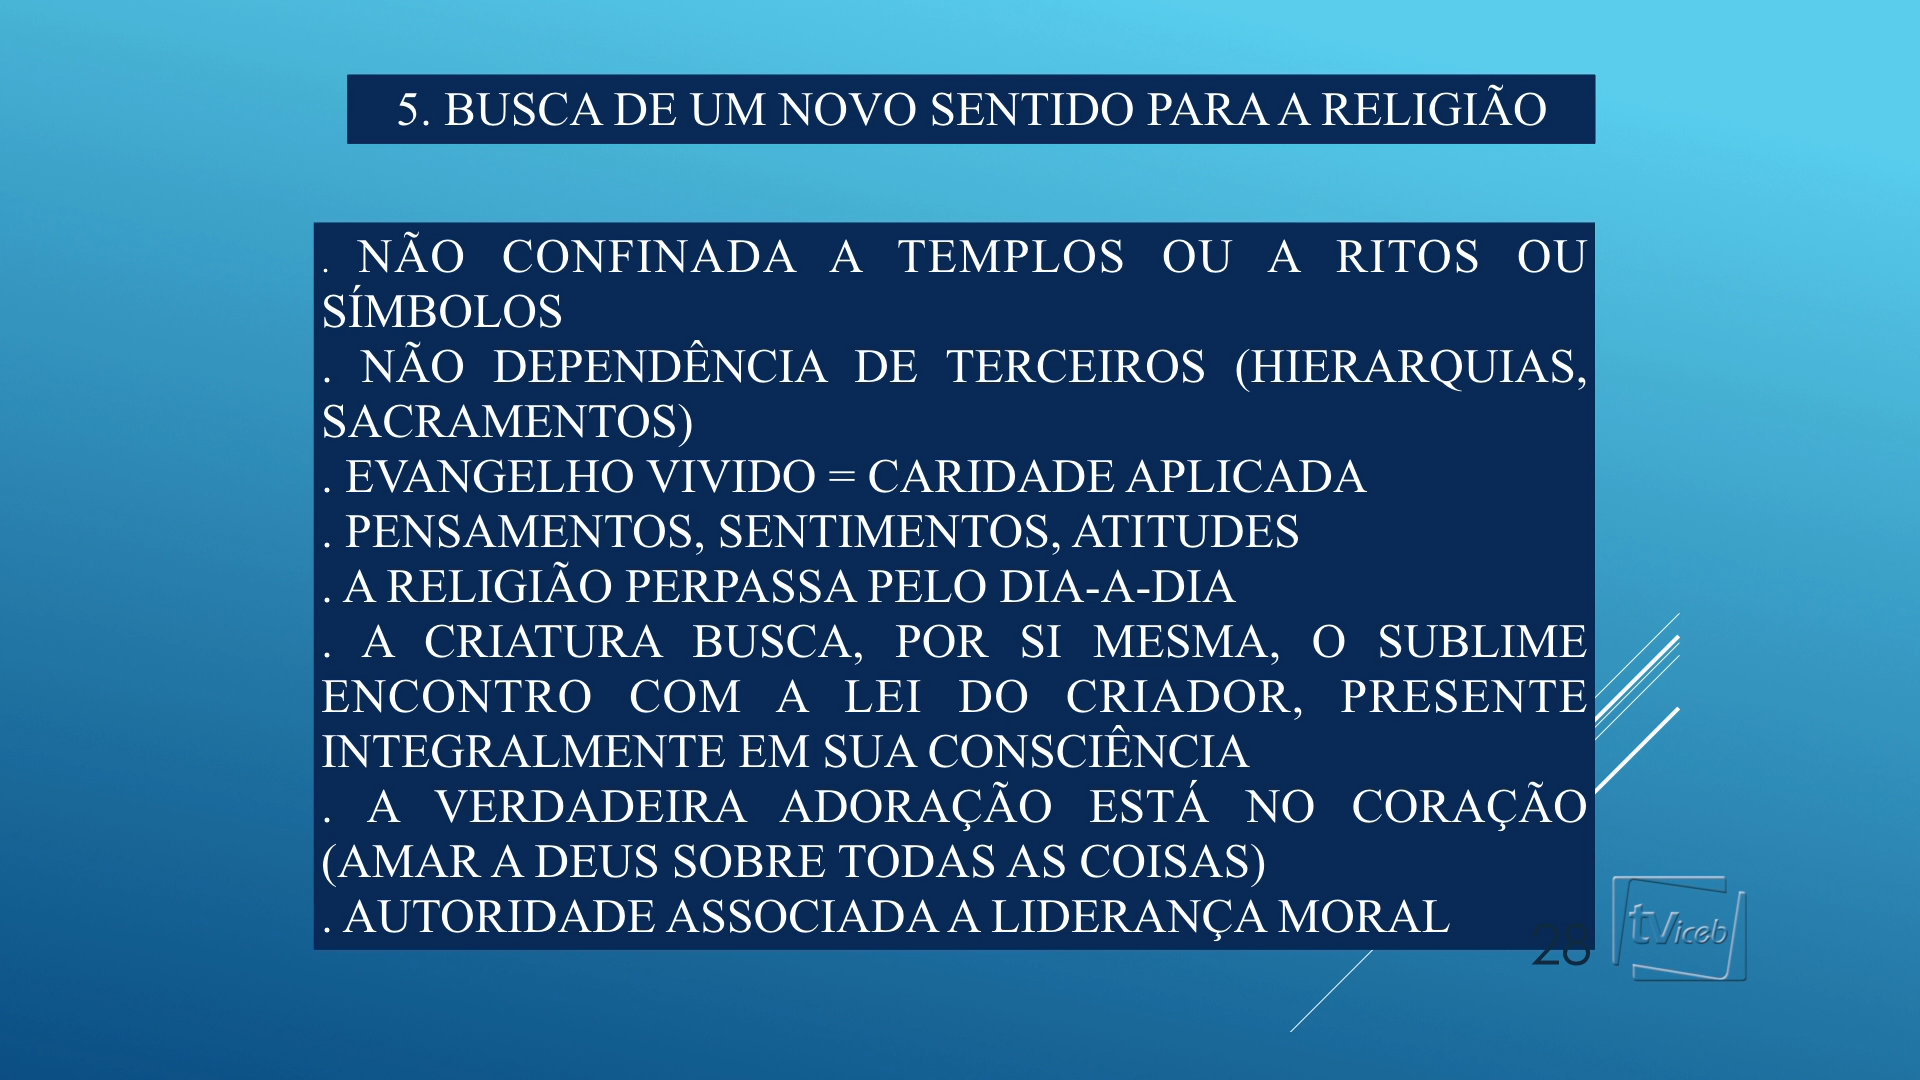 5. BUSCA DE UM NOVO SENTIDO PARA A RELIGIÃO
. NÃO CONFINADA A TEMPLOS OU A RITOS OU
SÍMBOLOS
. NÃO DEPENDÊNCIA DE TERCEIROS (HIERARQUIAS,
SACRAMENTOS)
. EVANGELHO VIVIDO = CARIDADE APLICADA
. PENSAMENTOS, SENTIMENTOS, ATITUDES
. A RELIGIÃO PERPASSA PELO DIA-A-DIA
. A CRIATURA BUSCA, POR SI MESMA, O SUBLIME
ENCONTRO COM A LEI DO CRIADOR, PRESENTE
INTEGRALMENTE EM SUA CONSCIÊNCIA
. A VERDADEIRA ADORAÇÃO ESTÁ NO CORAÇÃO
(AMAR A DEUS SOBRE TODAS AS COISAS)
. AUTORIDADE ASSOCIADA A LIDERANÇA MORAL
tViceb